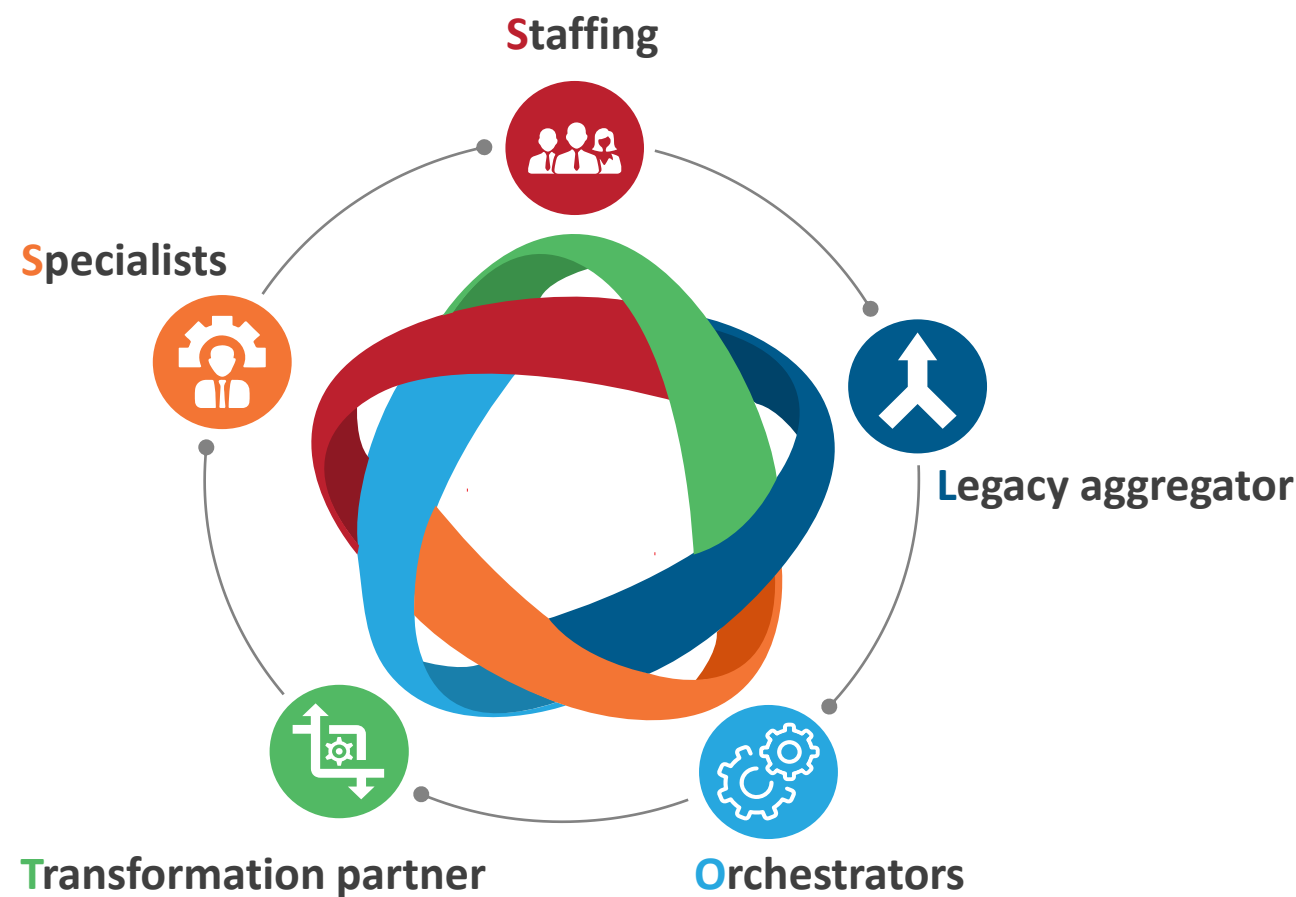 Staffing
Specialists
Legacy aggregator
Transformation partner
Orchestrators